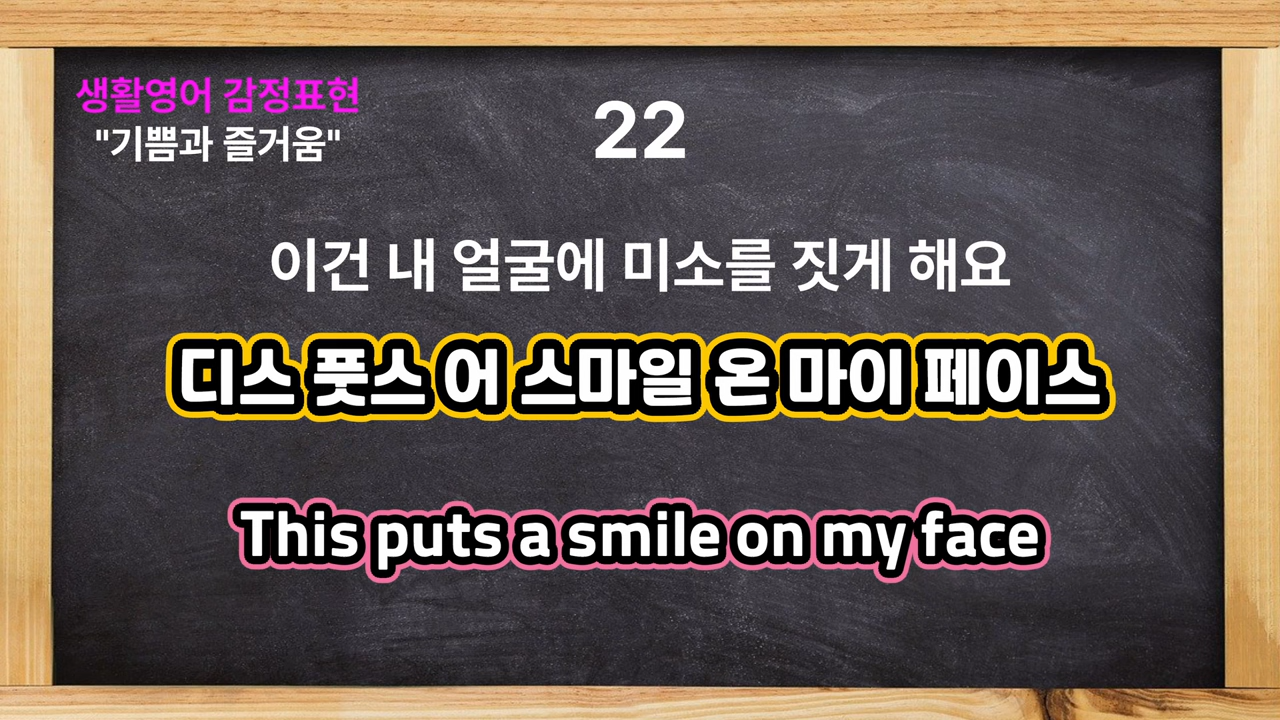 생활영어 감정표현
"기쁨과 즐거움"
22
이건 내 얼굴에 미소를 짓게 해요
디스 풋스 어 스마일 온 마이 페이스
This puts a smile on my face